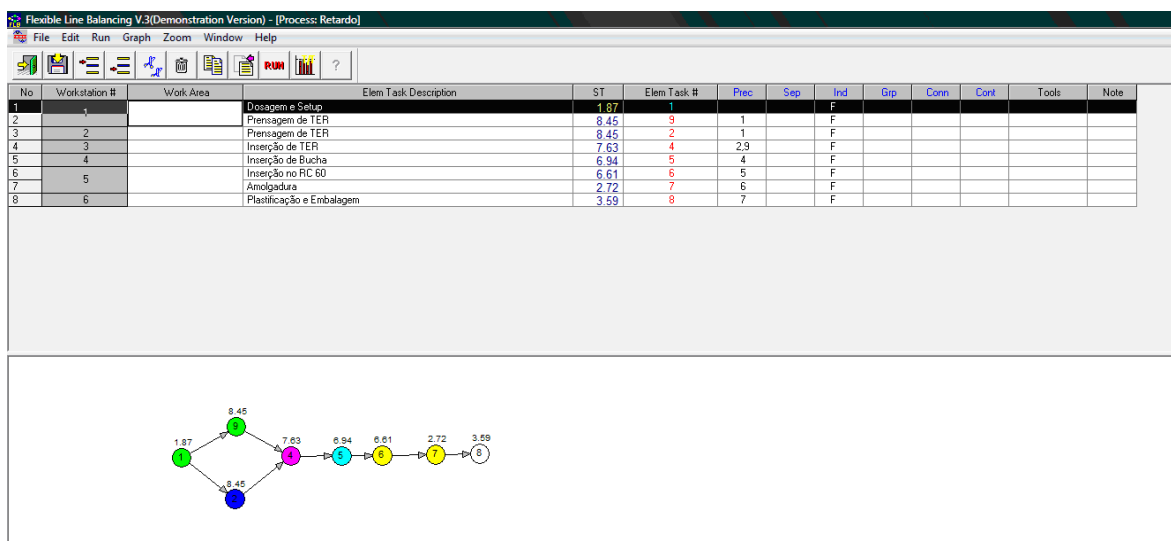 Flexible Line Balancing V.3(Demonstration Version) - [Process: Retardo]
File Edit Run Graph Zoom Window Help
RUN ?
No Workstation # Work Area Elem Task Description ST Elem Task # Prec Sep Ind Grp Conn Cont Tools Note
1 1 Dosagem e Setup 1.87 1 F
2 Prensagem de TER 8.45 9 1 F
3 2 Prensagem de TER 8.45 2 1 F
4 3 Inserção de TER 7.63 4 2,9 F
5 4 Inserção de Bucha 6.94 5 4 F
6 5 Inserção no RC 60 6.61 6 5 F
7 Amolgadura 2.72 7 6 F
8 6 Plastificação e Embalagem 3.59 8 7 F
8.45
9
1.87 7.63 6.94 6.61 2.72 3.59
1 4 5 6 7 8
8.45